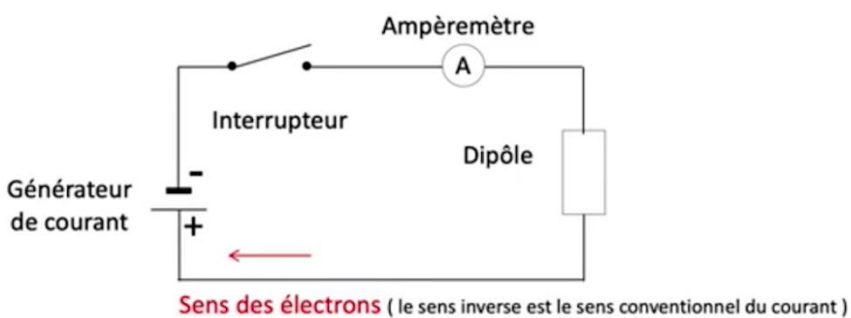 Ampèremètre
A
Interrupteur
Dipôle
-
Générateur
de courant
+
Sens des électrons ( le sens inverse est le sens conventionnel du courant )